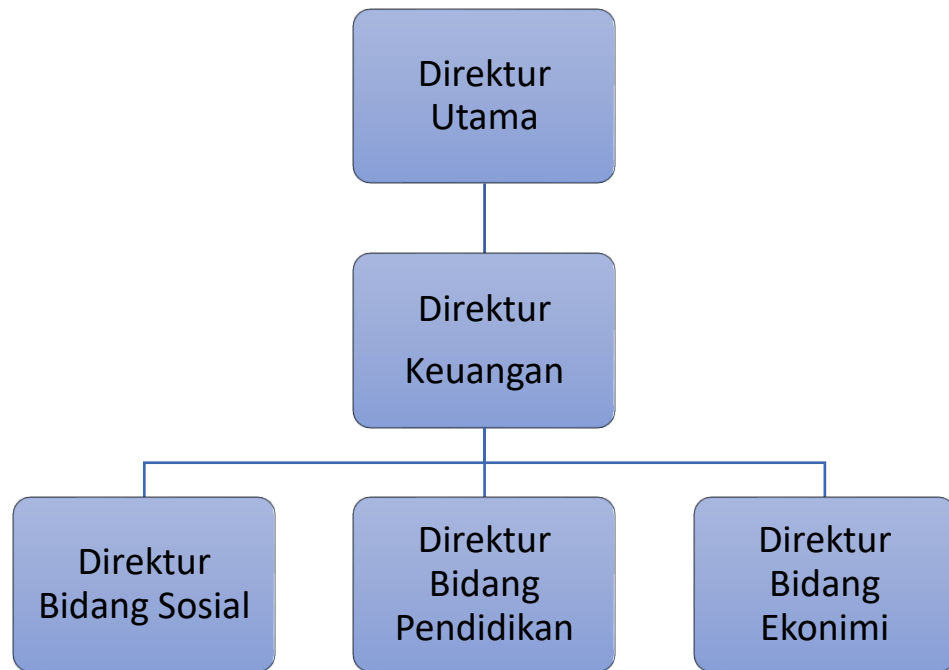 Direktur
Utama
Direktur
Keuangan
Direktur
Bidang Sosial
Direktur
Bidang
Pendidikan
Direktur
Bidang
Ekonimi